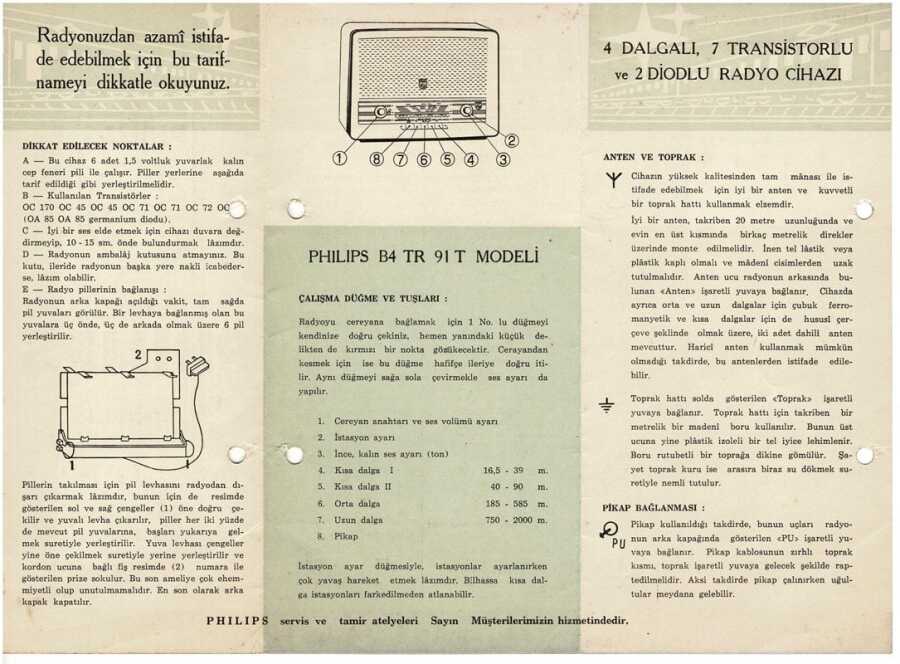 Radyonuzdan azamî istifa-
de edebilmek için bu tarif-
nameyi dikkatle okuyunuz.
DİKKAT EDİLECEK NOKTALAR :
A — Bu cihaz 6 adet 1,5 voltluk yuvarlak kalın
cep feneri pili ile çalışır. Piller yerlerine aşağıda
tarif edildiği gibi yerleştirilmelidir.
B — Kullanılan Transistörler :
OC 170 OC 45 OC 45 OC 71 OC 71 OC 72 OC
(OA 85 OA 85 germanium diodu).
C — İyi bir ses elde etmek için cihazı duvara değ-
dirmeyip, 10 - 15 sm. önde bulundurmak lâzımdır.
D — Radyonun ambalâj kutusunu atmayınız. Bu
kutu, ileride radyonun başka yere nakli icabeder-
se, lâzım olabilir.
E — Radyo pillerinin bağlanışı :
Radyonun arka kapağı açıldığı vakit, tam sağda
pil yuvaları görülür. Bir levhaya bağlanmış olan bu
yuvalara üç önde, üç de arkada olmak üzere 6 pil
yerleştirilir.
2
1
1
Pillerin takılması için pil levhasını radyodan dı-
şarı çıkarmak lâzımdır, bunun için de resimde
gösterilen sol ve sağ çengeller (1) öne doğru çe-
kilir ve yuvalı levha çıkarılır, piller her iki yüzde
de mevcut pil yuvalarına, başları yukarıya gel-
mek suretiyle yerleştirilir. Yuva levhası çengeller
yine öne çekilmek suretiyle yerine yerleştirilir ve
kordon ucuna bağlı fiş resimde (2) numara ile
gösterilen prize sokulur. Bu son ameliye çok ehem-
miyetli olup unutulmamalıdır. En son olarak arka
kapak kapatılır.
1
8
7
6
5
4
3
2
PHILIPS B4 TR 91 T MODELİ
ÇALIŞMA DÜĞME VE TUŞLARI :
Radyoyu cereyana bağlamak için 1 No. lu düğmeyi
kendinize doğru çekiniz, hemen yanındaki küçük de-
likten de kırmızı bir nokta gözükecektir. Cerayandan
kesmek için ise bu düğme hafifçe ileriye doğru iti-
lir. Aynı düğmeyi sağa sola çevirmekle ses ayarı da
yapılır.
1. Cereyan anahtarı ve ses volümü ayarı
2. İstasyon ayarı
3. İnce, kalın ses ayarı (ton)
4. Kısa dalga I 16,5 - 39 m.
5. Kısa dalga II 40 - 90 m.
6. Orta dalga 185 - 585 m.
7. Uzun dalga 750 - 2000 m.
8. Pikap
İstasyon ayar düğmesiyle, istasyonlar ayarlanırken
çok yavaş hareket etmek lâzımdır. Bilhassa kısa dal-
ga istasyonları farkedilmeden atlanabilir.
4 DALGALI, 7 TRANSİSTORLU
ve 2 DİODLU RADYO CİHAZI
ANTEN VE TOPRAK :
Cihazın yüksek kalitesinden tam mânası ile is-
tifade edebilmek için iyi bir anten ve kuvvetli
bir toprak hattı kullanmak elzemdir.
İyi bir anten, takriben 20 metre uzunluğunda ve
evin en üst kısmında birkaç metrelik direkler
üzerinde monte edilmelidir. İnen tel lâstik veya
plâstik kaplı olmalı ve mâdeni cisimlerden uzak
tutulmalıdır. Anten ucu radyonun arkasında bu-
lunan «Anten» işaretli yuvaya bağlanır, Cihazda
ayrıca orta ve uzun dalgalar için çubuk ferro-
manyetik ve kısa dalgalar için de hususî çer-
çeve şeklinde olmak üzere, iki adet dahili anten
mevcuttur. Harici anten kullanmak mümkün
olmadığı takdirde, bu antenlerden istifade edile-
bilir.
Toprak hattı solda gösterilen «Toprak» işaretli
yuvaya bağlanır. Toprak hattı için takriben bir
metrelik bir madeni boru kullanılır. Bunun üst
ucuna yine plâstik izoleli bir tel iyice lehimlenir.
Boru rutubetli bir toprağa dikine gömülür. Şa-
yet toprak kuru ise arasıra biraz su dökmek su-
retiyle nemli tutulur.
PİKAP BAĞLANMASI :
PU
Pikap kullanıldığı takdirde, bunun uçları radyo-
nun arka kapağında gösterilen «PU» işaretli yu-
vaya bağlanır. Pikap kablosunun zırhlı toprak
kısmı, toprak işaretli yuvaya gelecek şekilde rap-
tedilmelidir. Aksi takdirde pikap çalınırken uğul-
tular meydana gelebilir.
PHILIPS servis ve tamir atelyeleri Sayın Müşterilerimizin hizmetindedir.